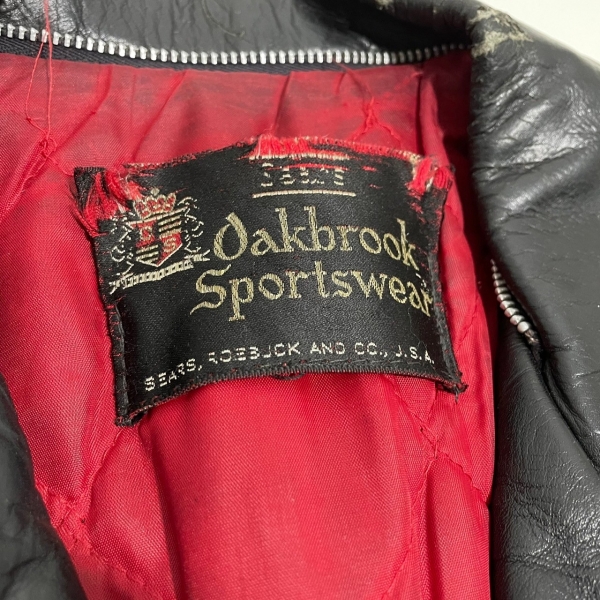 Sears
Oakbrook
Sportswear
SEARS, ROEBUCK AND CO., U.S.A.